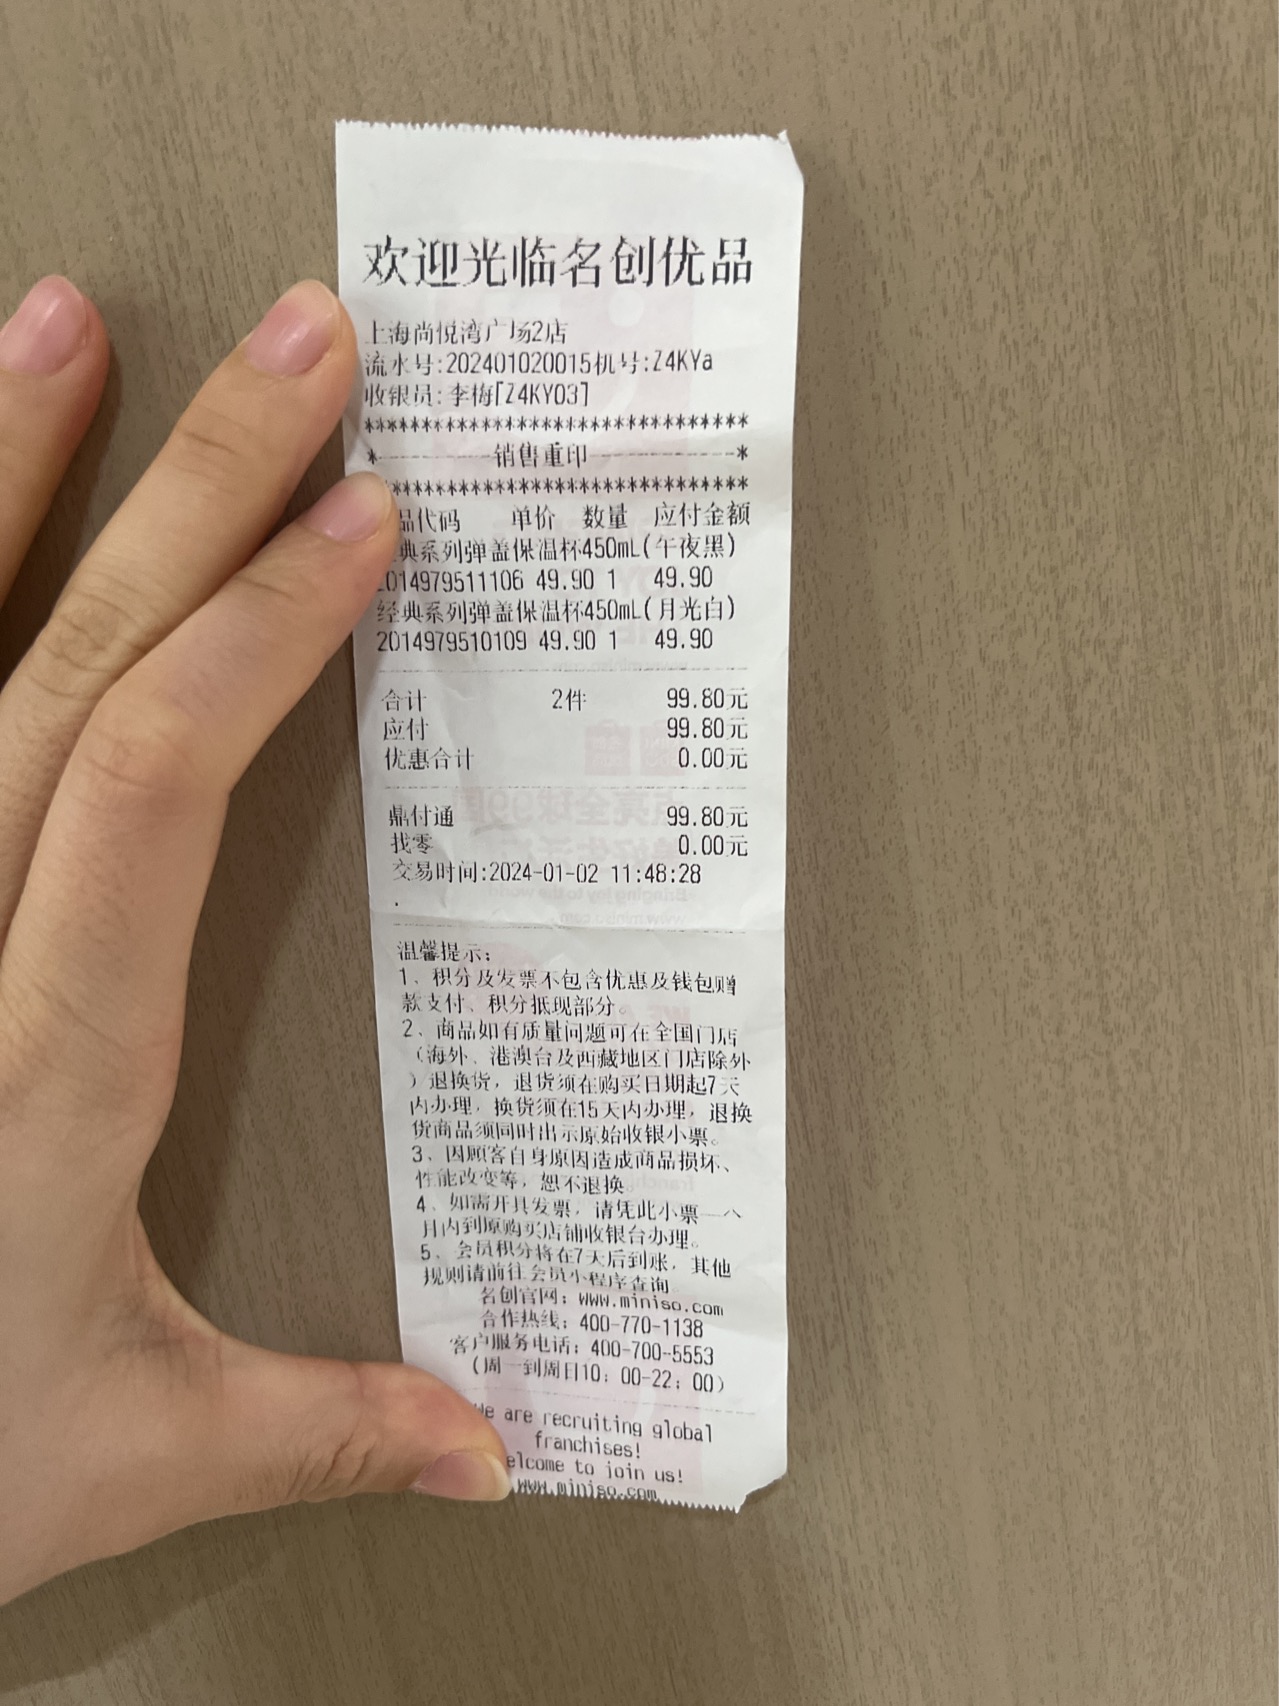 欢迎光临名创优品
上海尚悦湾广场2店
流水号:202401020015机号:Z4KYa
收银员:李梅[Z4KY03]
*********************************
*----------销售重印-------------*
********************************
品代码 单价 数量 应付金额
典系列弹盖保温杯450mL(午夜黑)
2014979511106 49.90 1 49.90
经典系列弹盖保温杯450mL(月光白)
2014979510109 49.90 1 49.90
合计 2件 99.80元
应付 99.80元
优惠合计 0.00元
鼎付通 99.80元
找零 0.00元
交易时间:2024-01-02 11:48:28
.
温馨提示:
1、积分及发票不包含优惠及钱包赠
款支付、积分抵现部分。
2、商品如有质量问题可在全国门店
(海外、港澳台及西藏地区门店除外
)退换货，退货须在购买日期起7天
内办理，换货须在15天内办理，退换
货商品须同时出示原始收银小票。
3、因顾客自身原因造成商品损坏、
性能改变等，恕不退换。
4、如需开具发票，请凭此小票一个
月内到原购买店铺收银台办理。
5、会员积分将在7天后到账，其他
规则请前往会员小程序查询
名创官网：www.miniso.com
合作热线：400-770-1138
客户服务电话：400-700-5553
(周一到周日10：00-22：00)
We are recruiting global
franchises!
elcome to join us!
www.miniso.com